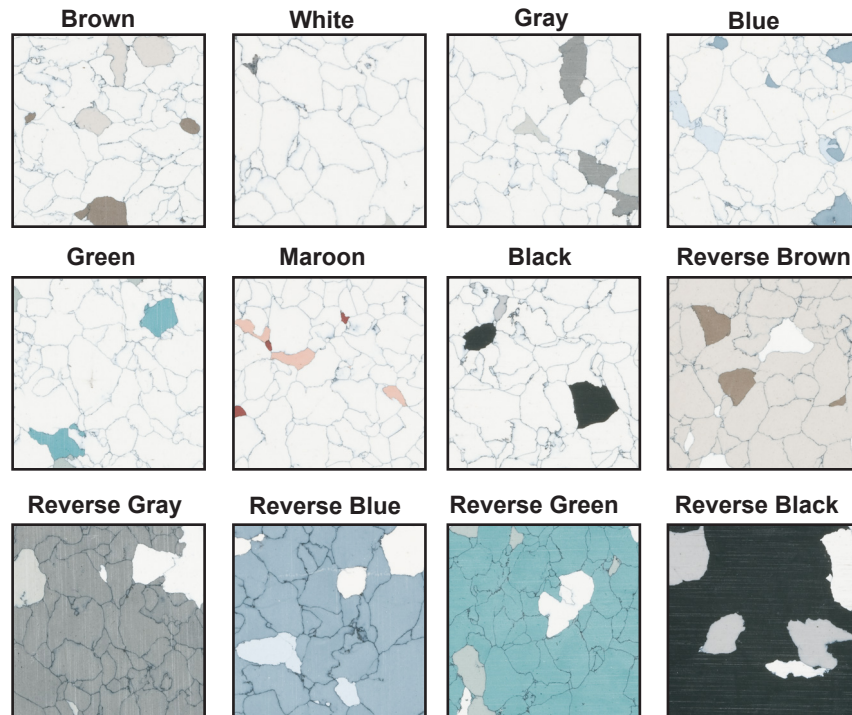 Brown
White
Gray
Blue
Green
Maroon
Black
Reverse Brown
Reverse Gray
Reverse Blue
Reverse Green
Reverse Black